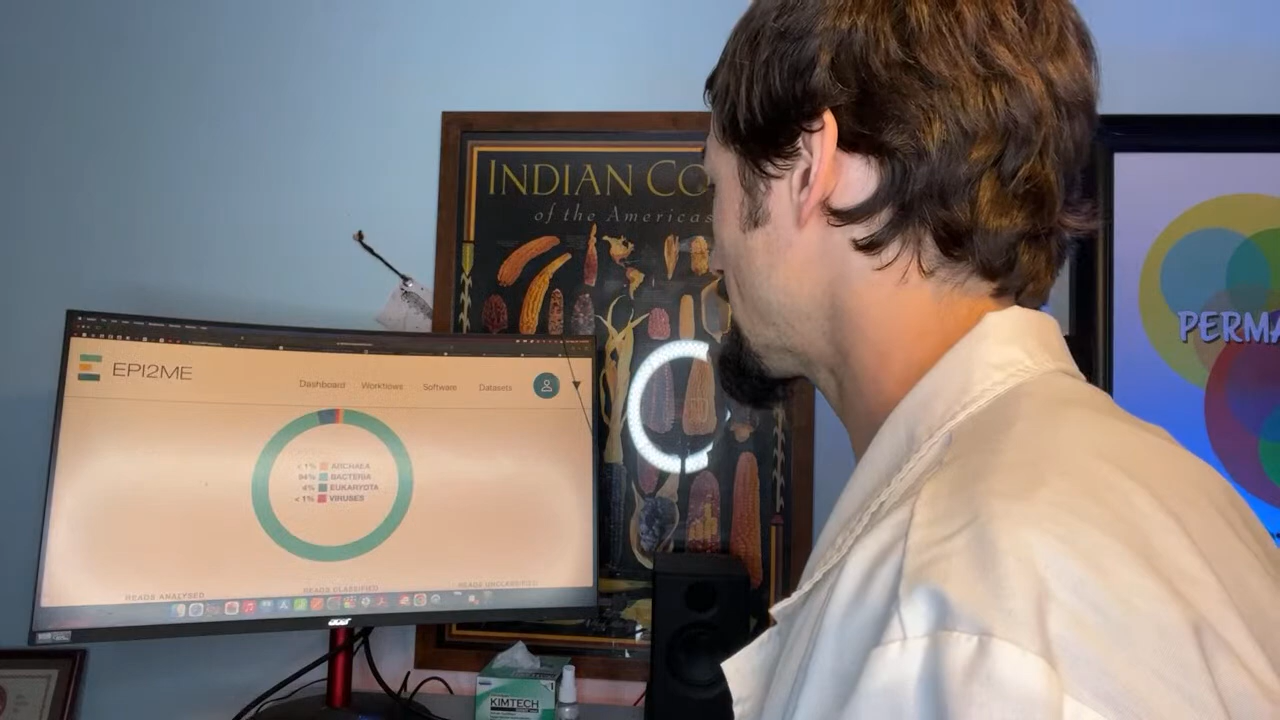 INDIAN CO
of the Americas
PERMA
EPI2ME
Dashboard Workflows Software Datasets
< 1% ARCHAEA
94% BACTERIA
4% EUKARYOTA
< 1% VIRUSES
READS ANALYSED READS CLASSIFIED READS UNCLASSIFIED
acer
KIMTECH